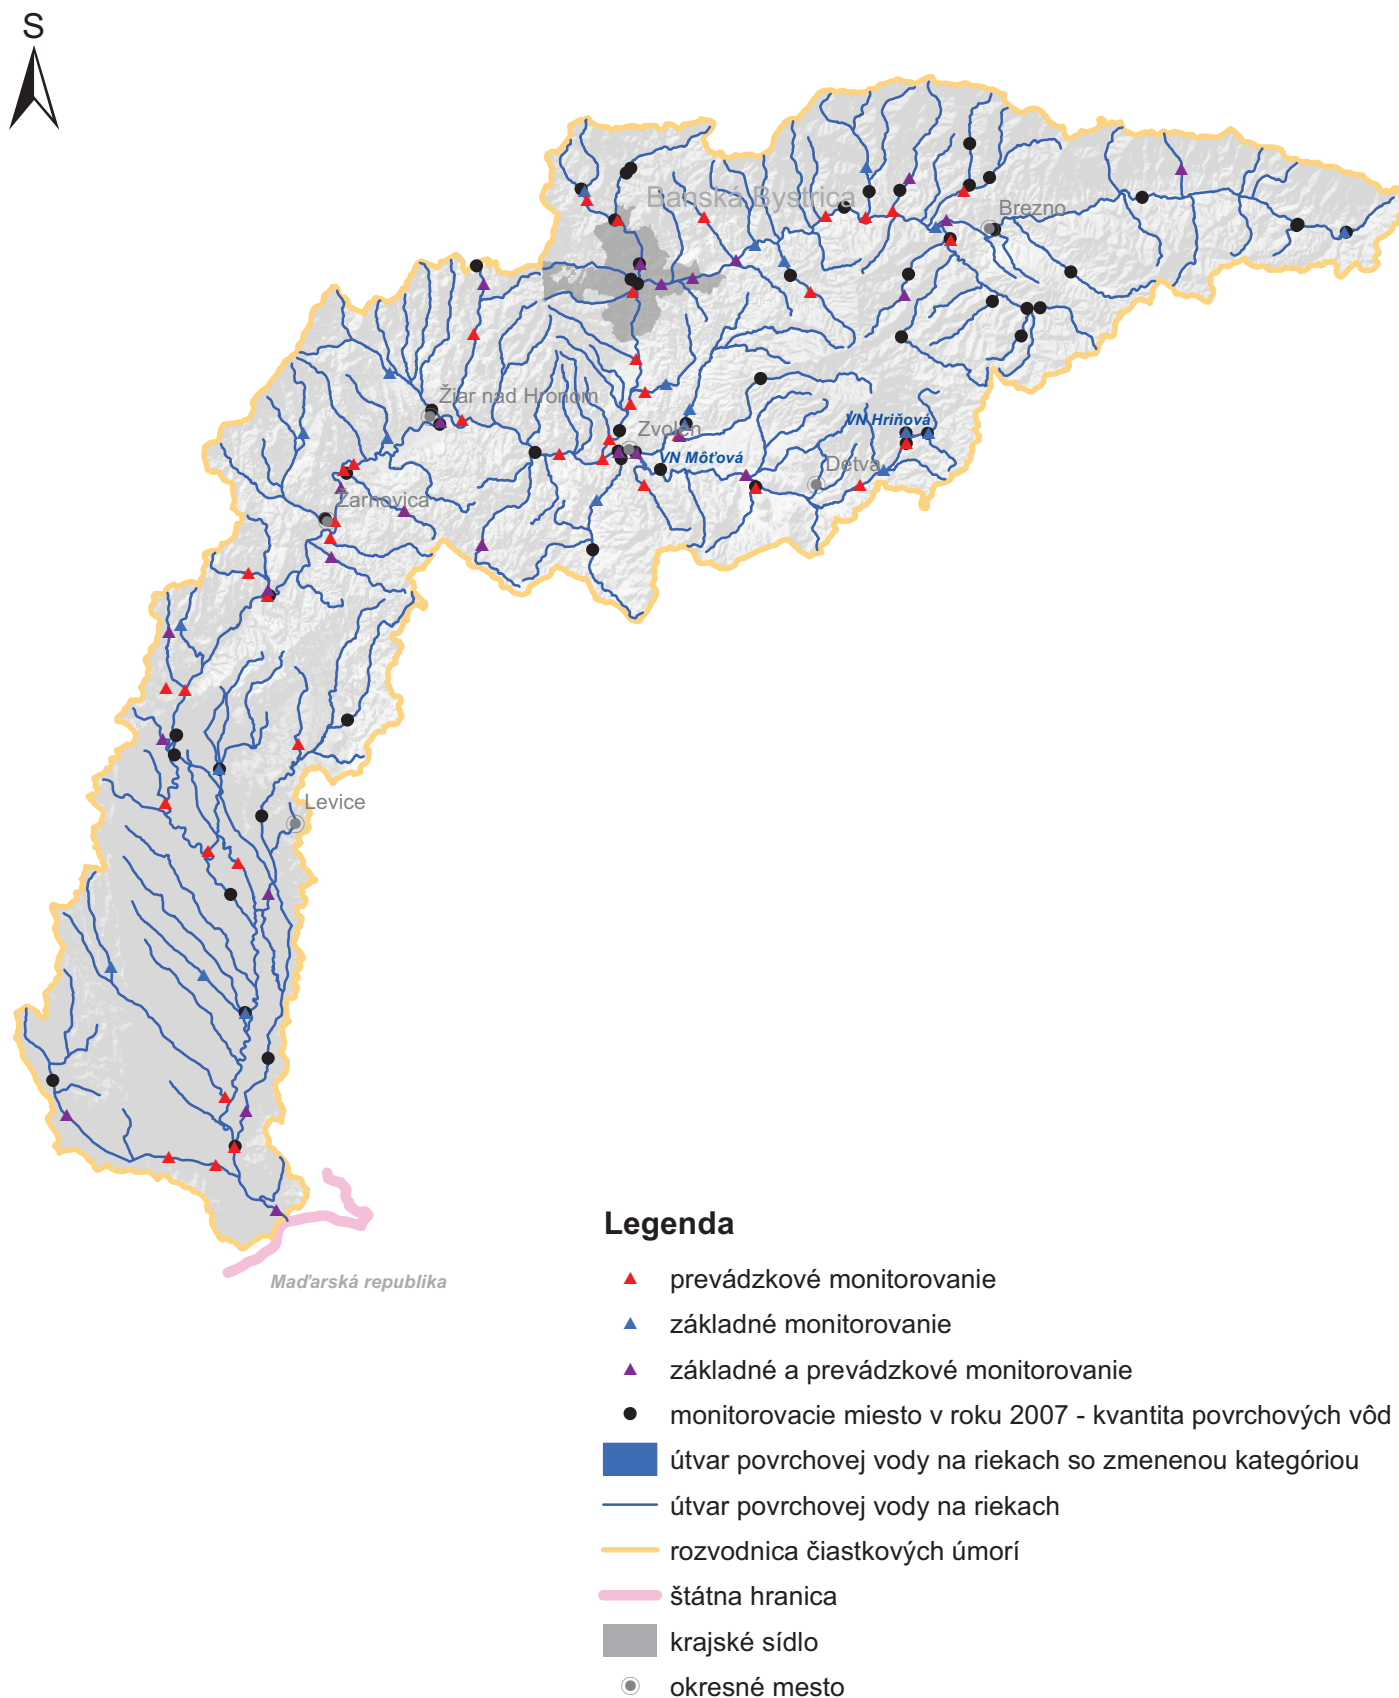 S
Banská Bystrica
Brezno
Žiar nad Hronom
VN Hriňová
Zvolen
VN Môťová
Detva
Žarnovica
Levice
Maďarská republika
Legenda
prevádzkové monitorovanie
základné monitorovanie
základné a prevádzkové monitorovanie
monitorovacie miesto v roku 2007 - kvantita povrchových vôd
útvar povrchovej vody na riekach so zmenenou kategóriou
útvar povrchovej vody na riekach
rozvodnica čiastkových úmorí
štátna hranica
krajské sídlo
okresné mesto